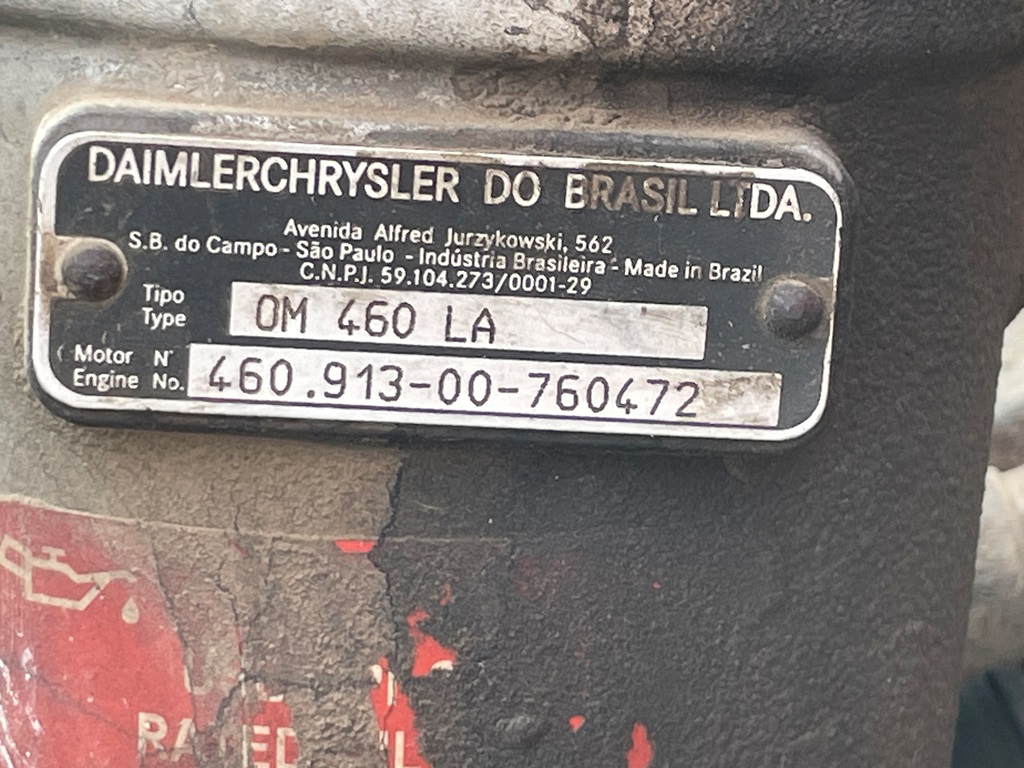 DAIMLERCHRYSLER DO BRASIL LTDA.
Avenida Alfred Jurzykowski, 562
S.B. do Campo - São Paulo - Indústria Brasileira - Made in Brazil
C.N.P.J. 59.104.273/0001-29
Tipo
Type
OM 460 LA
Motor N°
Engine No.
460.913-00-760472